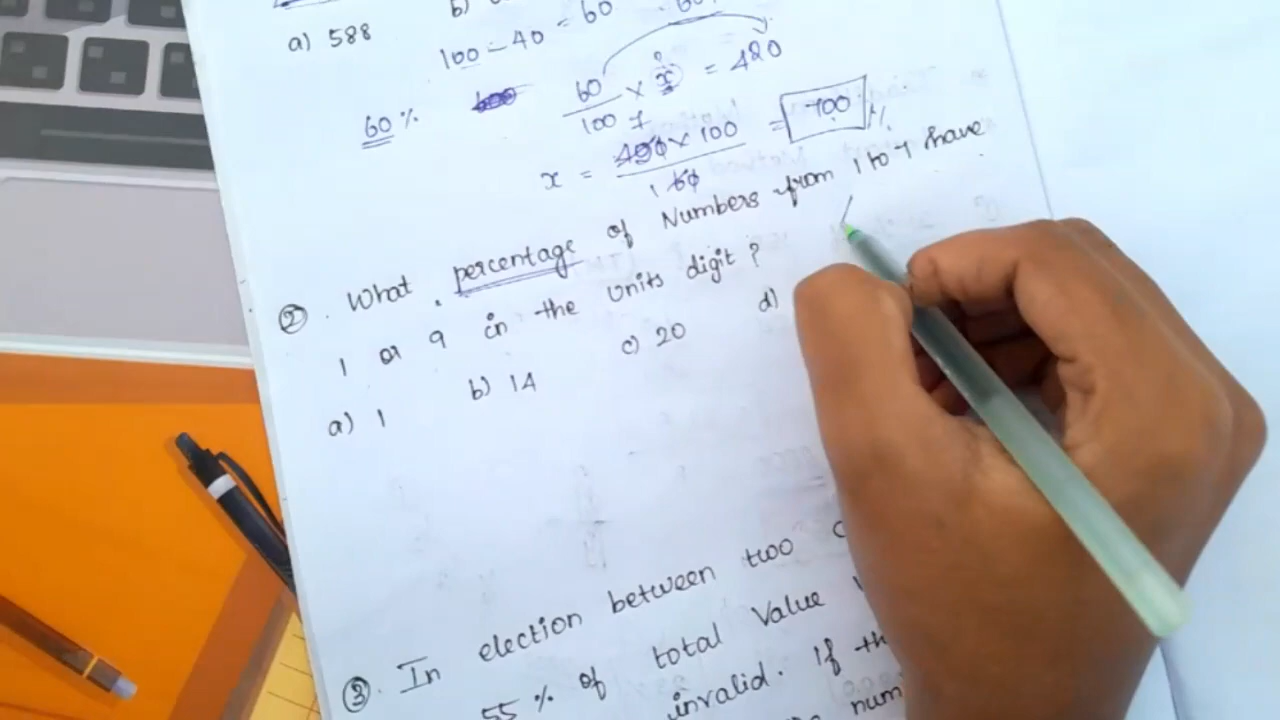 a) 588
b)
100 - 40 = 60
60%
60/100 × x = 420
x = 420 × 100 / 60 = 700
②. What percentage of Numbers from 1 to 7 have
1 or 9 in the units digit ?
a) 1 b) 14 c) 20 d)
③. In election between two
55% of total Value
invalid. If
num